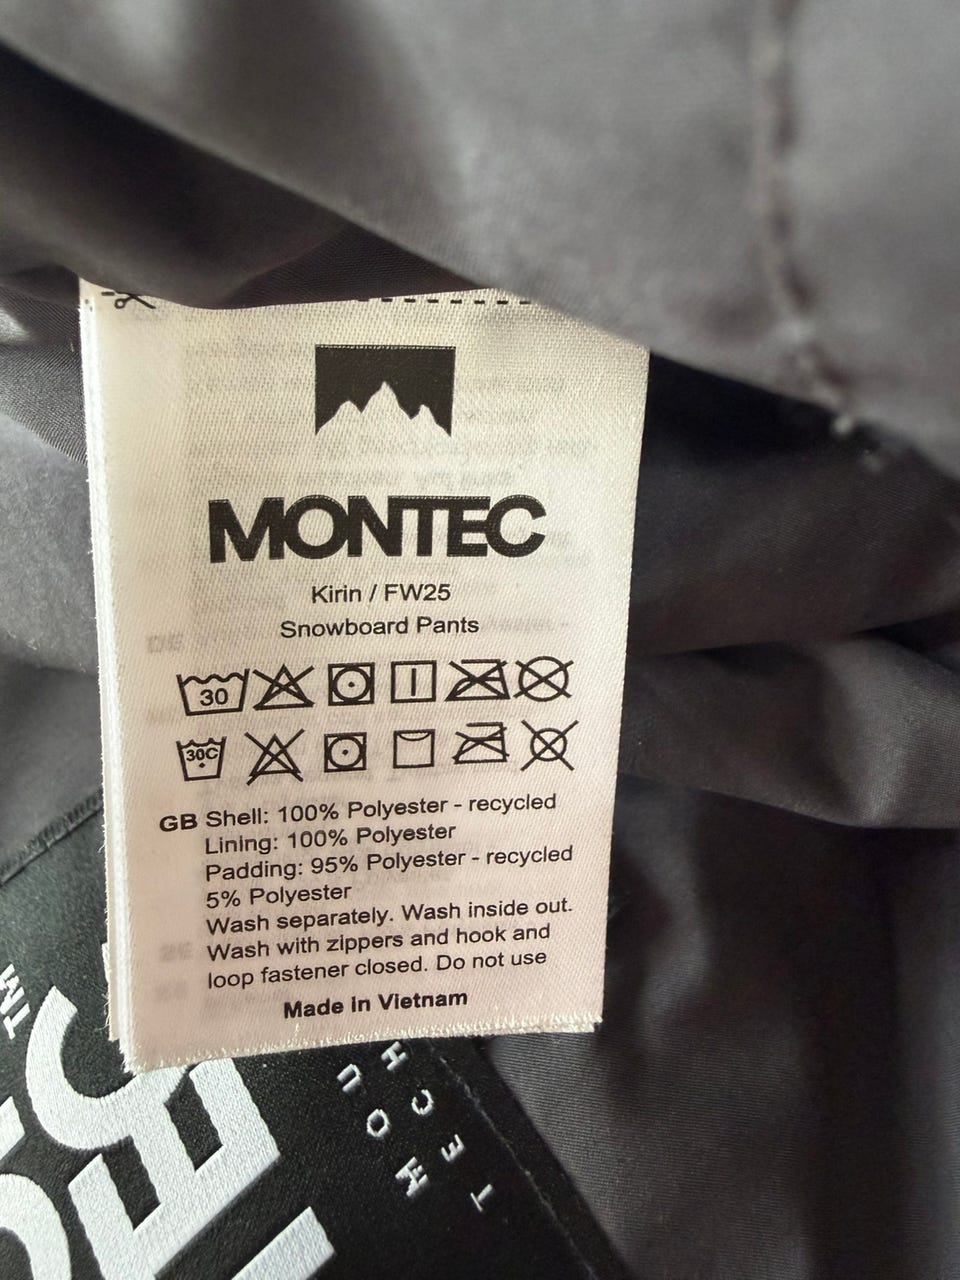 MONTEC
Kirin / FW25
Snowboard Pants
30
30C
GB Shell: 100% Polyester - recycled
Lining: 100% Polyester
Padding: 95% Polyester - recycled
5% Polyester
Wash separately. Wash inside out.
Wash with zippers and hook and
loop fastener closed. Do not use
Made in Vietnam